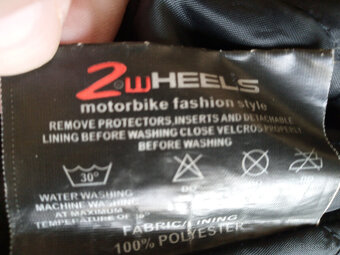 2WHEELS
motorbike fashion style
REMOVE PROTECTORS, INSERTS AND DETACHABLE
LINING BEFORE WASHING CLOSE VELCROS PROPERLY
BEFORE WASHING
30°
WATER WASHING
MACHINE WASHING
AT MAXIMUM
TEMPERATURE OF 30°
FABRIC/LINING
100% POLYESTER